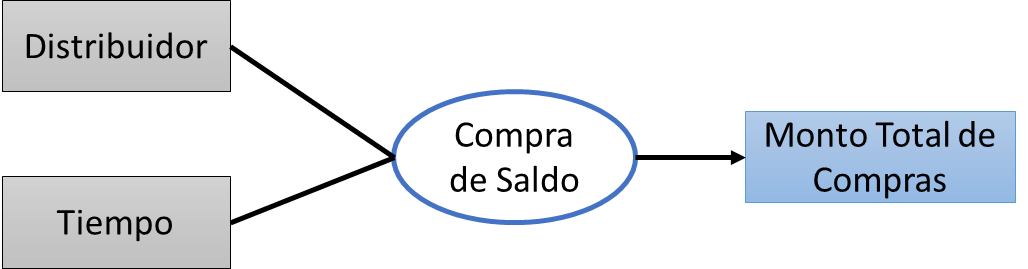 Distribuidor
Compra
de Saldo
Monto Total de
Compras
Tiempo